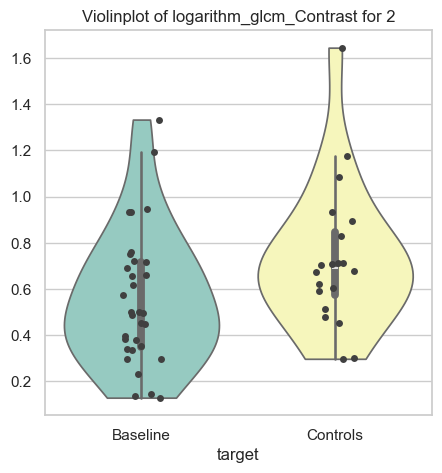 Violinplot of logarithm_glcm_Contrast for 2
1.6
1.4
1.2
1.0
0.8
0.6
0.4
0.2
Baseline
Controls
target